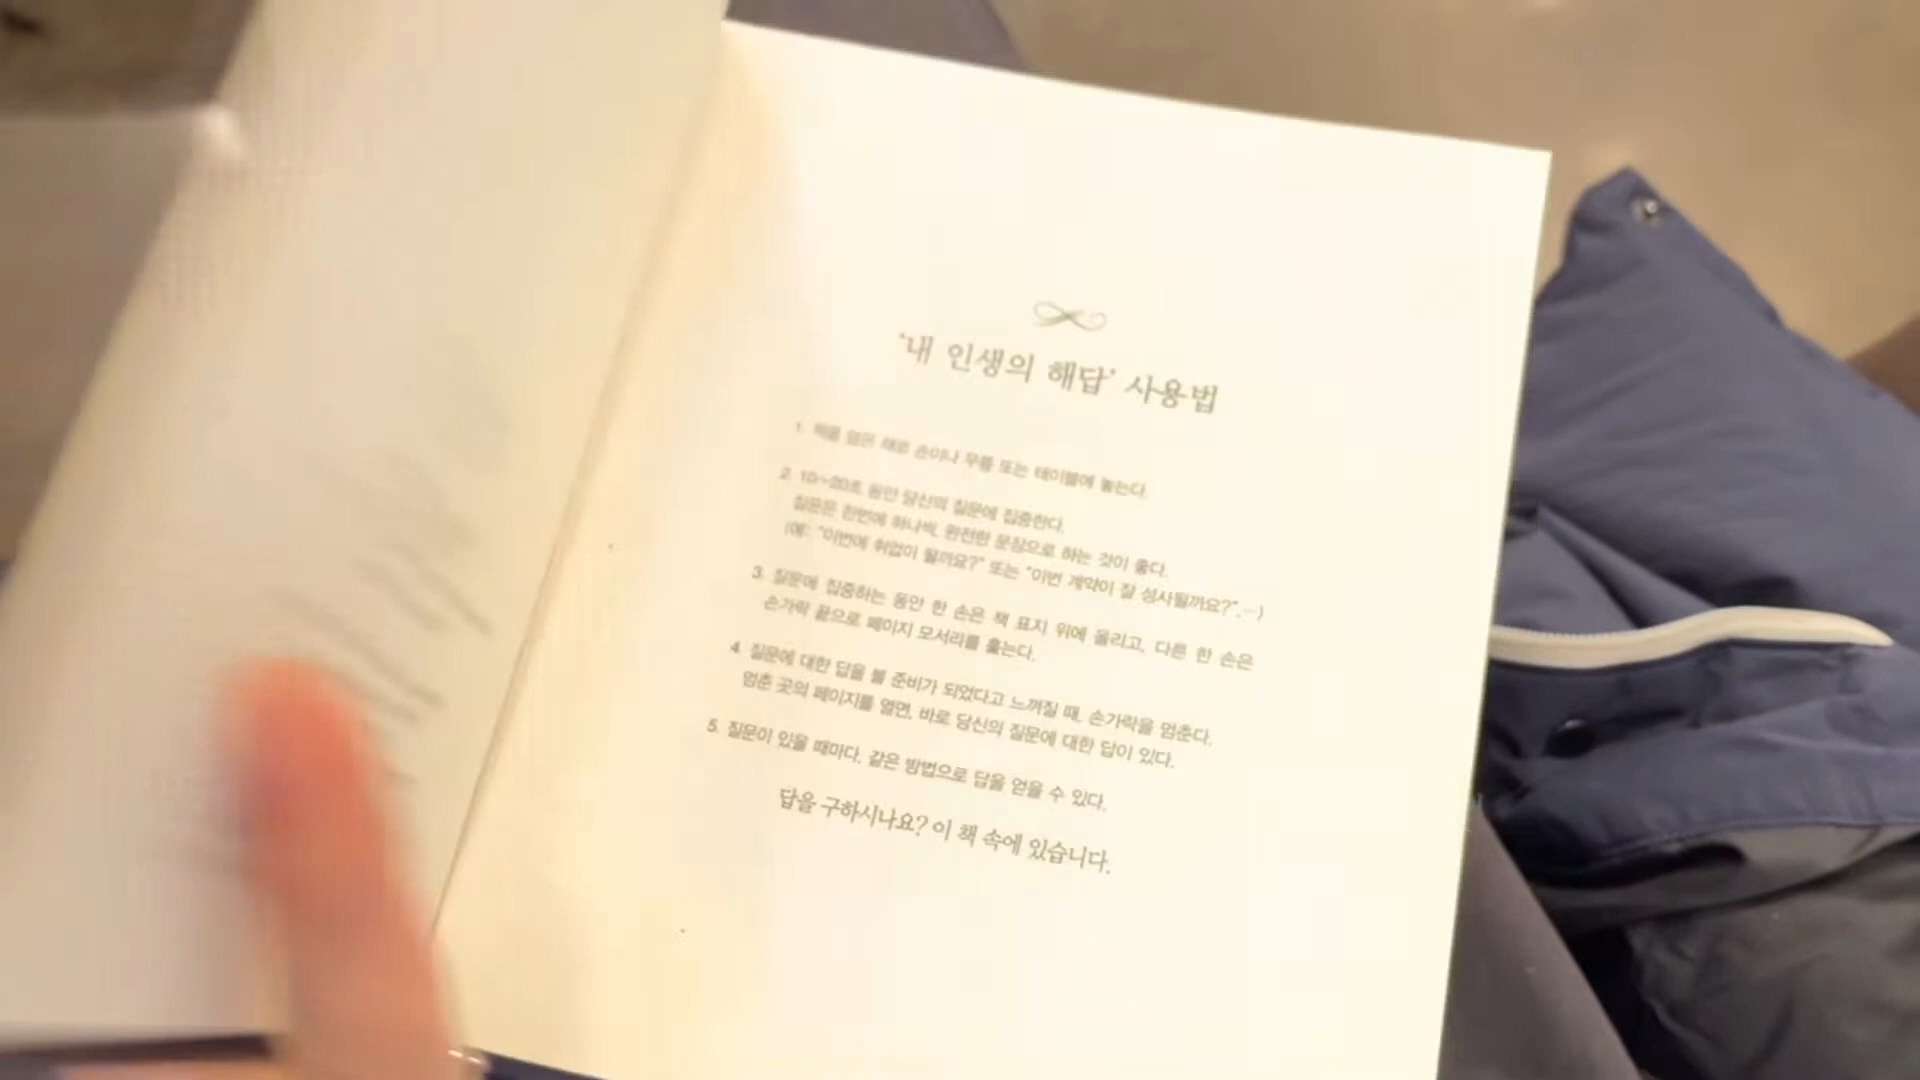 ‘내 인생의 해답’ 사용법
1. 책을 덮은 채로 손이나 무릎 또는 테이블에 놓는다.
2. 10~20초 동안 당신의 질문에 집중한다.
질문은 한번에 하나씩, 완전한 문장으로 하는 것이 좋다.
(예: “이번에 취업이 될까요?” 또는 “이번 계약이 잘 성사될까요?”,…)
3. 질문에 집중하는 동안 한 손은 책 표지 위에 올리고, 다른 한 손은
손가락 끝으로 페이지 모서리를 훑는다.
4. 질문에 대한 답을 볼 준비가 되었다고 느껴질 때, 손가락을 멈춘다.
멈춘 곳의 페이지를 열면, 바로 당신의 질문에 대한 답이 있다.
5. 질문이 있을 때마다, 같은 방법으로 답을 얻을 수 있다.
답을 구하시나요? 이 책 속에 있습니다.